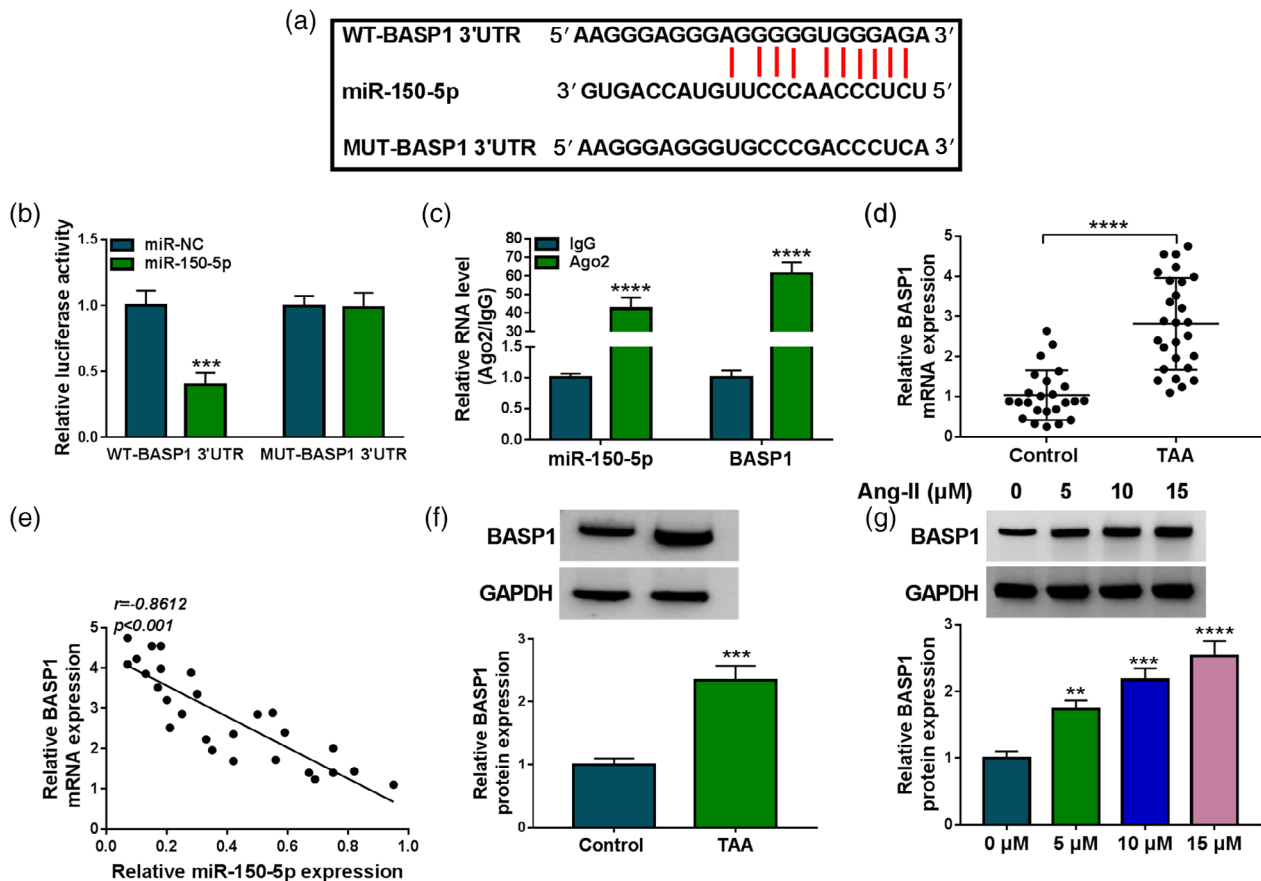 (a)
WT-BASP1 3'UTR 5′ AAGGGAGGGAGGGGGUGGGAGA 3′
miR-150-5p 3′ GUGACCAUGUUCCCAACCCUCU 5′
MUT-BASP1 3'UTR 5′ AAGGGAGGGUGCCCGACCCUCA 3′
(b)
Relative luciferase activity
1.5
1.0
0.5
0.0
miR-NC
miR-150-5p
***
WT-BASP1 3'UTR
MUT-BASP1 3'UTR
(c)
Relative RNA level
(Ago2/IgG)
80
70
60
50
40
30
1.5
1.0
0.5
0.0
IgG
Ago2
****
****
miR-150-5p
BASP1
(d)
Relative BASP1
mRNA expression
5
4
3
2
1
0
****
Control
TAA
(e)
r=-0.8612
p<0.001
Relative BASP1
mRNA expression
5
4
3
2
1
0
0.0 0.2 0.4 0.6 0.8 1.0
Relative miR-150-5p expression
(f)
BASP1
GAPDH
Relative BASP1
protein expression
3
2
1
0
***
Control
TAA
(g)
Ang-II (μM) 0 5 10 15
BASP1
GAPDH
Relative BASP1
protein expression
3
2
1
0
**
***
****
0 μM 5 μM 10 μM 15 μM